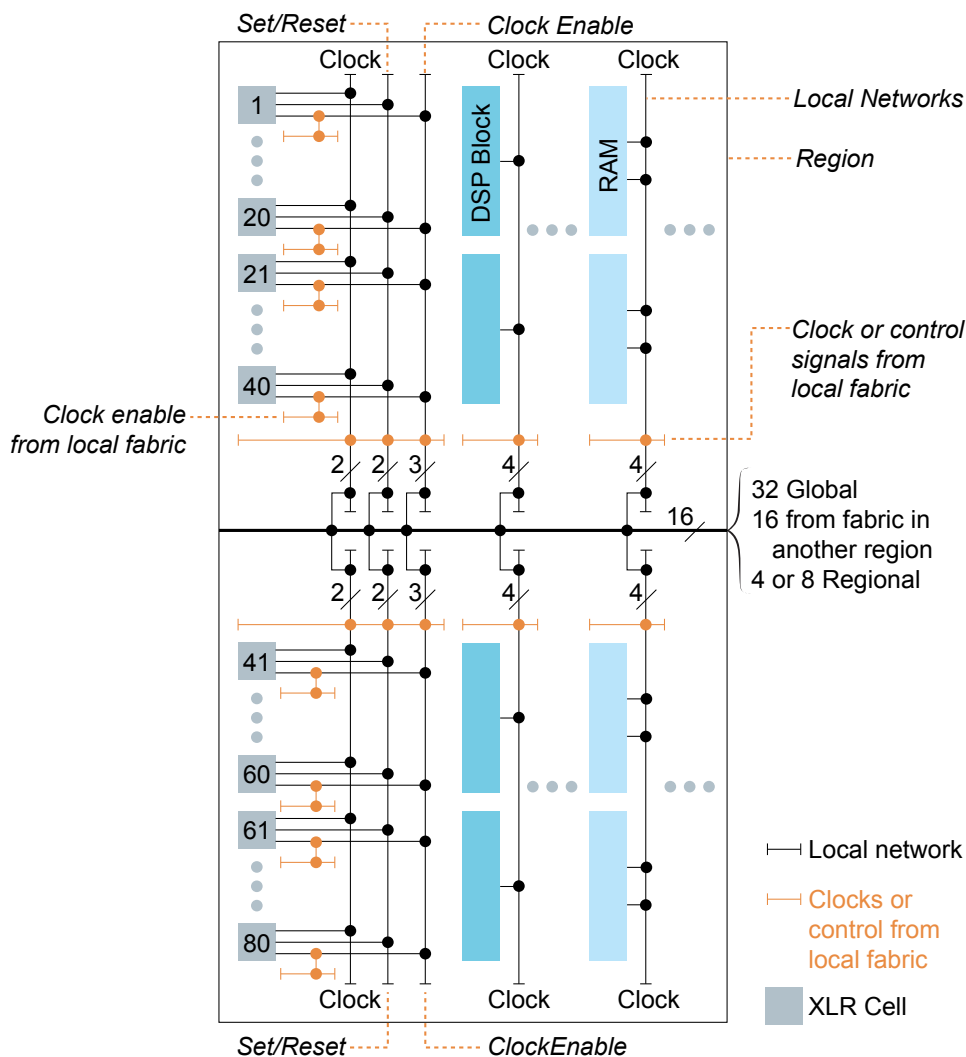 Set/Reset
Clock Enable
Clock
Clock
Clock
1
DSP Block
RAM
Local Networks
Region
20
21
40
Clock or control
signals from
local fabric
Clock enable
from local fabric
2
2
3
4
4
16
32 Global
16 from fabric in
another region
4 or 8 Regional
2
2
3
4
4
41
60
61
80
Local network
Clocks or
control from
local fabric
XLR Cell
Clock
Clock
Clock
Set/Reset
ClockEnable